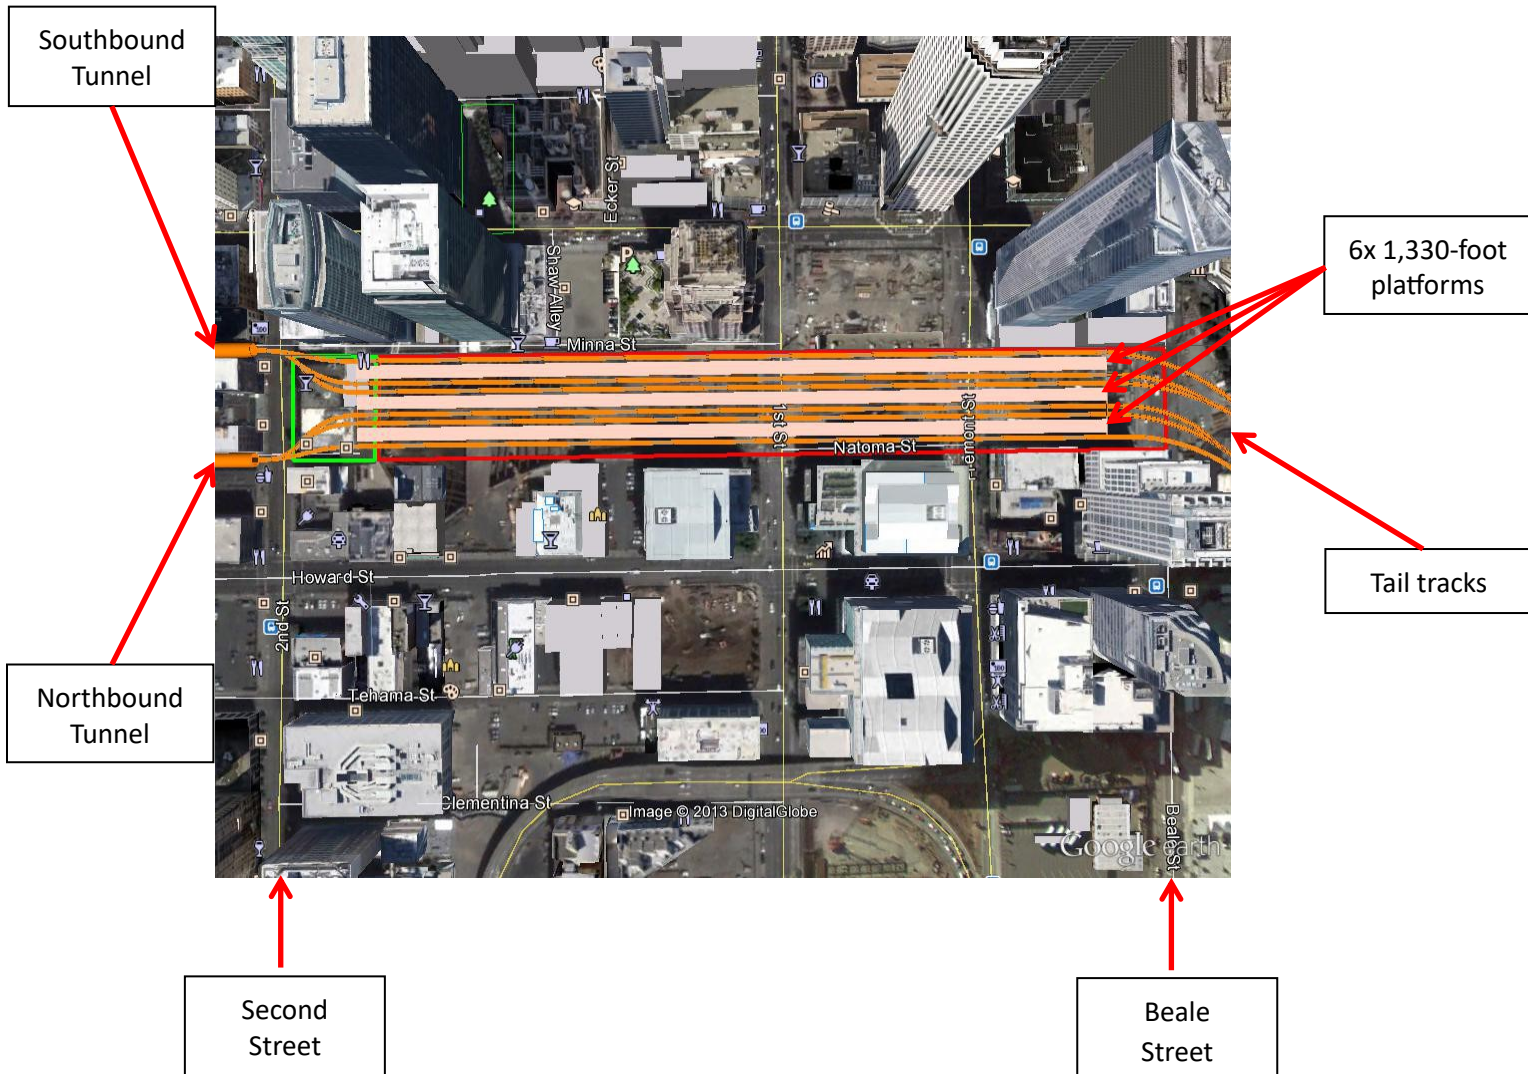 Southbound
Tunnel
6x 1,330-foot
platforms
Ecker St
Shaw Alley
Minna St
1st St
Natoma St
Howard St
2nd St
Tail tracks
Northbound
Tunnel
Tehama St
Clementina St
Image © 2013 DigitalGlobe
Google earth
Beale St
Second
Street
Beale
Street